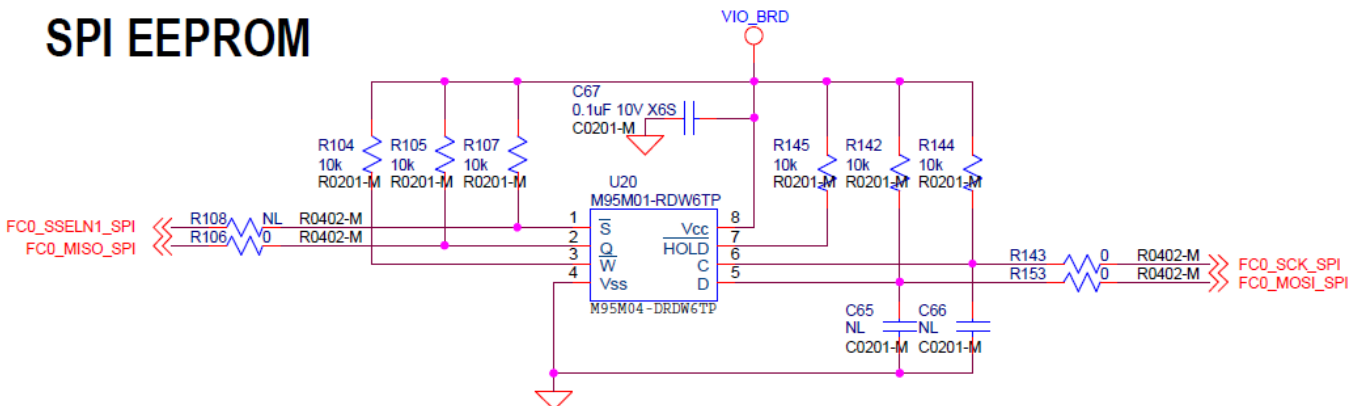 SPI EEPROM
VIO_BRD
C67
0.1uF 10V X6S
C0201-M
R104
10k
R0201-M
R105
10k
R0201-M
R107
10k
R0201-M
R145
10k
R0201-M
R142
10k
R0201-M
R144
10k
R0201-M
U20
M95M01-RDW6TP
FC0_SSELN1_SPI
R108 NL R0402-M
FC0_MISO_SPI
R106 0 R0402-M
1 S Vcc 8
2 Q HOLD 7
3 W C 6
4 Vss D 5
M95M04-DRDW6TP
R143 0 R0402-M
FC0_SCK_SPI
R153 0 R0402-M
FC0_MOSI_SPI
C65
NL
C0201-M
C66
NL
C0201-M